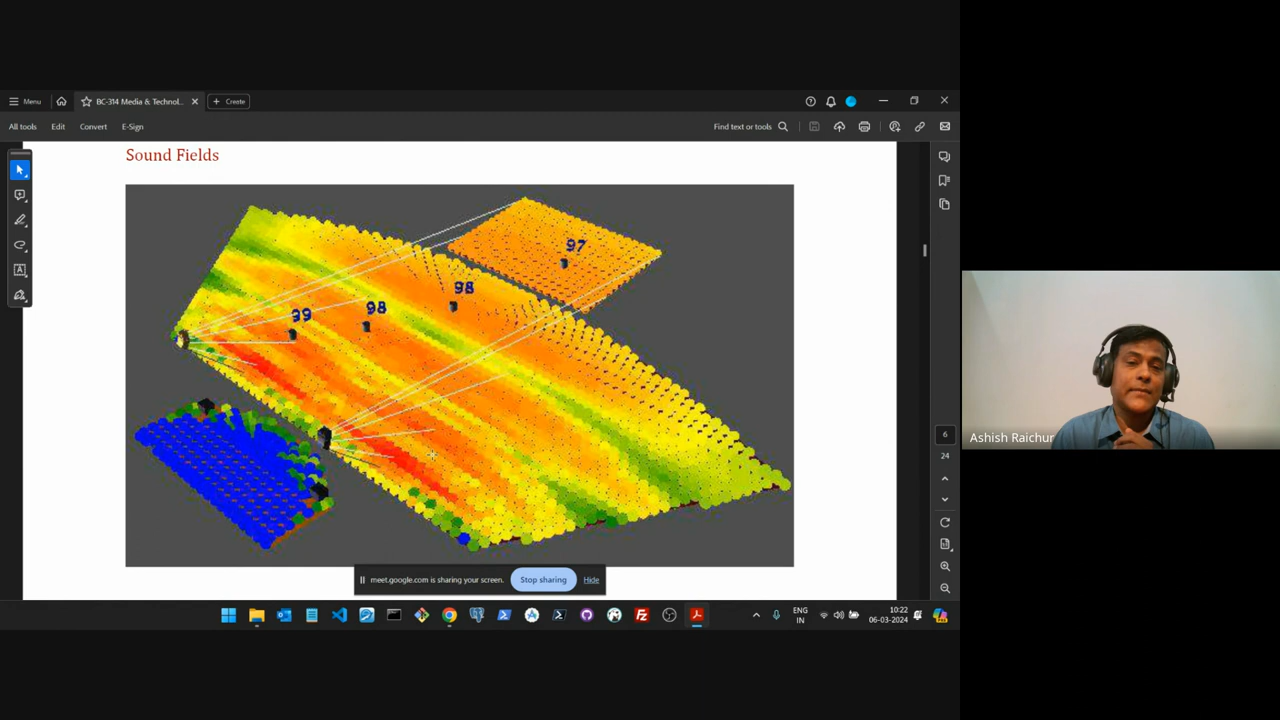 Menu
BC-314 Media & Technol...
Create
All tools
Edit
Convert
E-Sign
Find text or tools
Sound Fields
97
98
98
99
6
24
Ashish Raichur
meet.google.com is sharing your screen.
Stop sharing
Hide
ENG
IN
10:22
06-03-2024